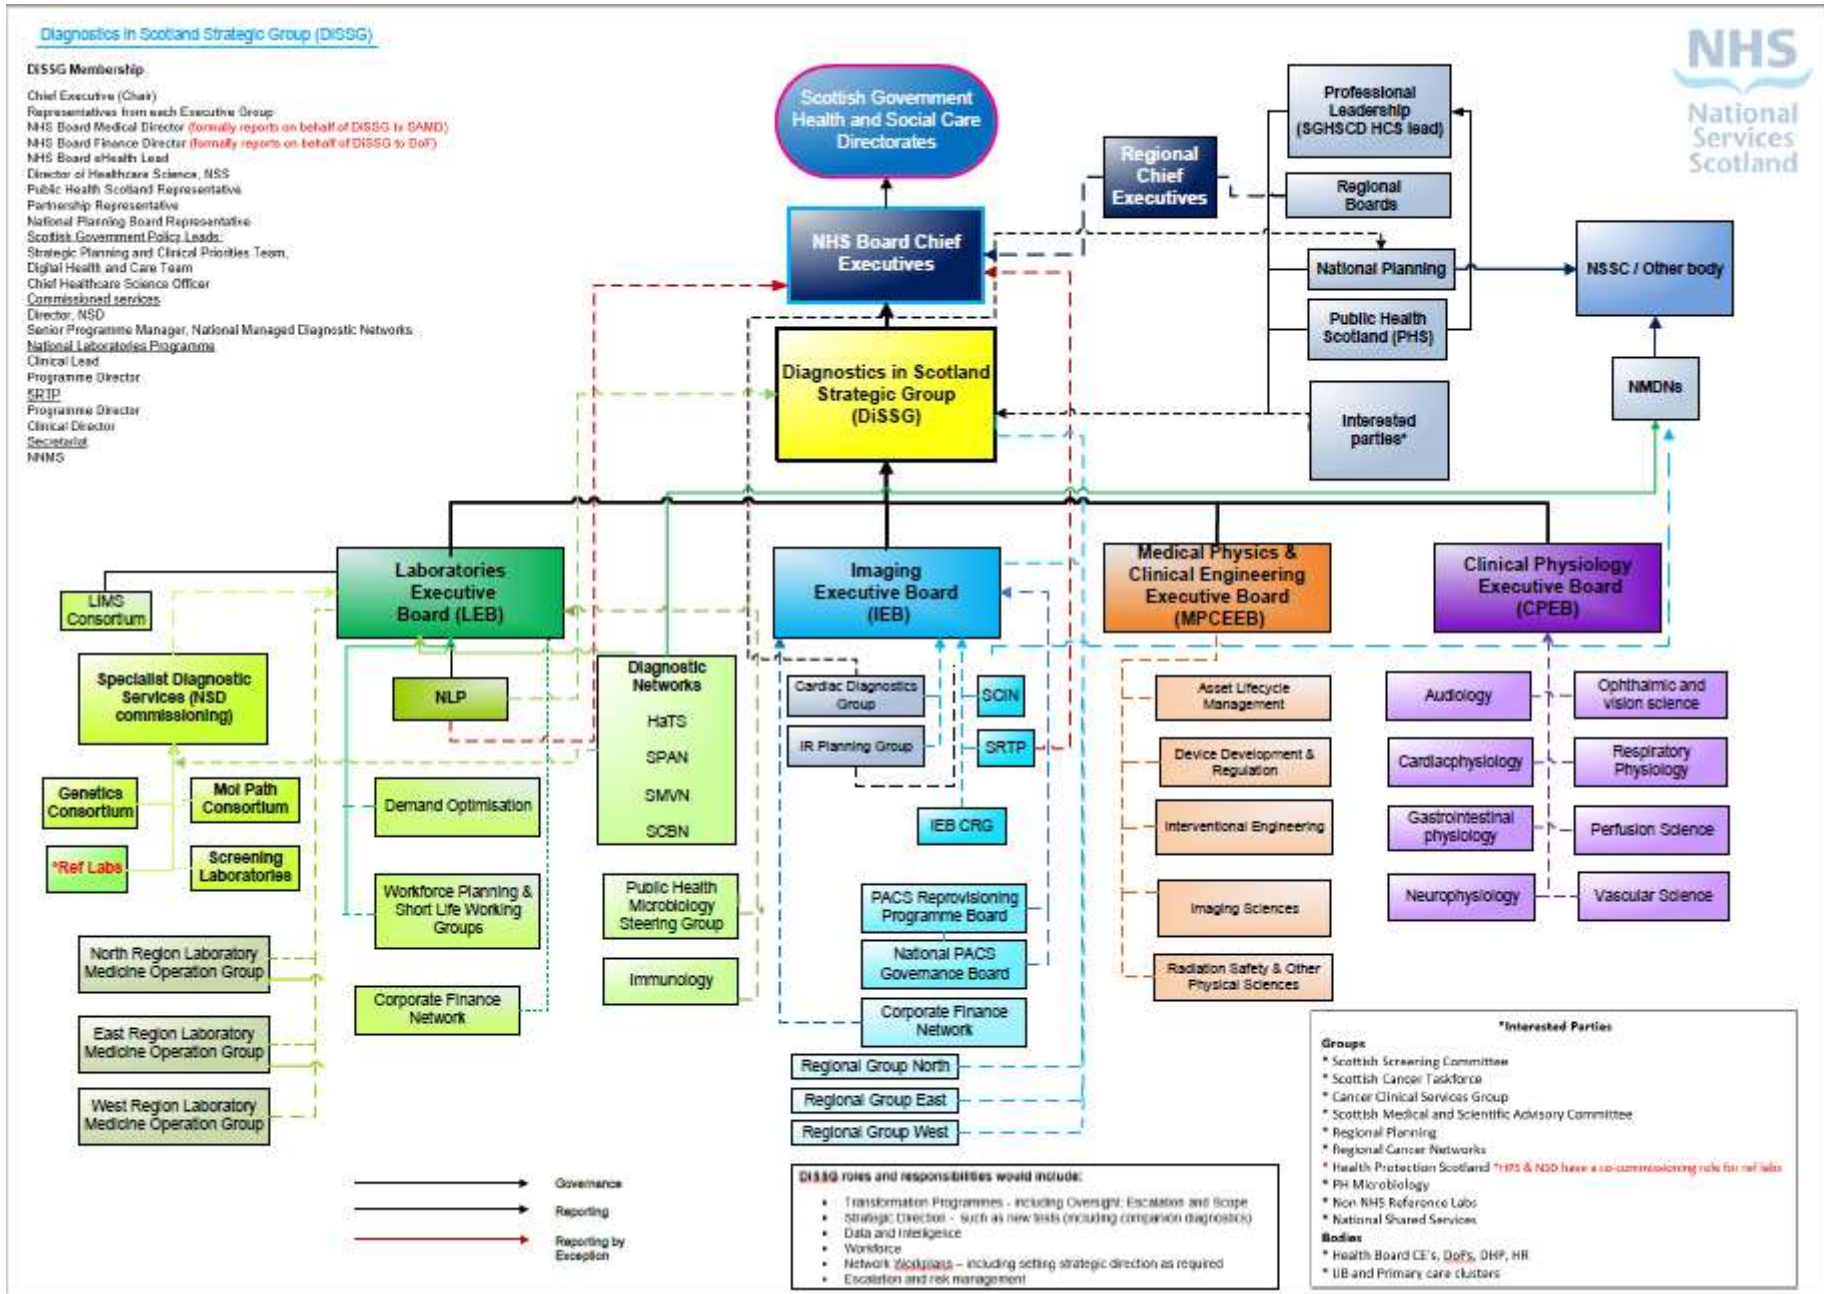 Diagnostics in Scotland Strategic Group (DiSSG)
DiSSG Membership
Chief Executive (Chair)
Representatives from each Executive Group
NHS Board Medical Director (formally reports on behalf of DiSSG to SAMD)
NHS Board Finance Director (formally reports on behalf of DiSSG to DoF)
NHS Board eHealth Lead
Director of Healthcare Science, NSS
Public Health Scotland Representative
Partnership Representative
National Planning Board Representative
Scottish Government Policy Leads:
Strategic Planning and Clinical Priorities Team,
Digital Health and Care Team
Chief Healthcare Science Officer
Commissioned services
Director, NSD
Senior Programme Manager, National Managed Diagnostic Networks
National Laboratories Programme
Clinical Lead
Programme Director
SRTP
Programme Director
Clinical Director
Secretariat
NNMS
Scottish Government
Health and Social Care
Directorates
NHS Board Chief
Executives
Diagnostics in Scotland
Strategic Group
(DiSSG)
Regional
Chief
Executives
Professional
Leadership
(SGHSCD HCS lead)
Regional
Boards
National Planning
Public Health
Scotland (PHS)
Interested
parties*
NSSC / Other body
NMDNs
NHS
National
Services
Scotland
Laboratories
Executive
Board (LEB)
Imaging
Executive Board
(IEB)
Medical Physics &
Clinical Engineering
Executive Board
(MPCEEB)
Clinical Physiology
Executive Board
(CPEB)
LIMS
Consortium
Specialist Diagnostic
Services (NSD
commissioning)
Genetics
Consortium
Mol Path
Consortium
*Ref Labs
Screening
Laboratories
North Region Laboratory
Medicine Operation Group
East Region Laboratory
Medicine Operation Group
West Region Laboratory
Medicine Operation Group
NLP
Demand Optimisation
Workforce Planning &
Short Life Working
Groups
Corporate Finance
Network
Diagnostic
Networks
HaTS
SPAN
SMVN
SCBN
Public Health
Microbiology
Steering Group
Immunology
Cardiac Diagnostics
Group
IR Planning Group
SCIN
SRTP
IEB CRG
PACS Reprovisioning
Programme Board
National PACS
Governance Board
Corporate Finance
Network
Regional Group North
Regional Group East
Regional Group West
Asset Lifecycle
Management
Device Development &
Regulation
Interventional Engineering
Imaging Sciences
Radiation Safety & Other
Physical Sciences
Audiology
Ophthalmic and
vision science
Cardiacphysiology
Respiratory
Physiology
Gastrointestinal
physiology
Perfusion Science
Neurophysiology
Vascular Science
Governance
Reporting
Reporting by
Exception
DiSSG roles and responsibilities would include:
• Transformation Programmes - including Oversight; Escalation and Scope
• Strategic Direction - such as new tests (including companion diagnostics)
• Data and Intelligence
• Workforce
• Network Workplans – including setting strategic direction as required
• Escalation and risk management
*Interested Parties
Groups
* Scottish Screening Committee
* Scottish Cancer Taskforce
* Cancer Clinical Services Group
* Scottish Medical and Scientific Advisory Committee
* Regional Planning
* Regional Cancer Networks
* Health Protection Scotland *HPS & NSD have a co-commissioning role for ref labs
* PH Microbiology
* Non NHS Reference Labs
* National Shared Services
Bodies
* Health Board CE's, DoFs, DHP, HR
* IJB and Primary care clusters